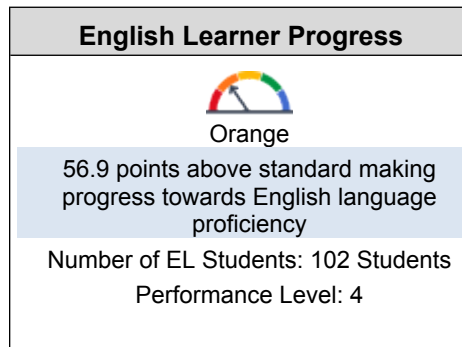 English Learner Progress
Orange
56.9 points above standard making
progress towards English language
proficiency
Number of EL Students: 102 Students
Performance Level: 4